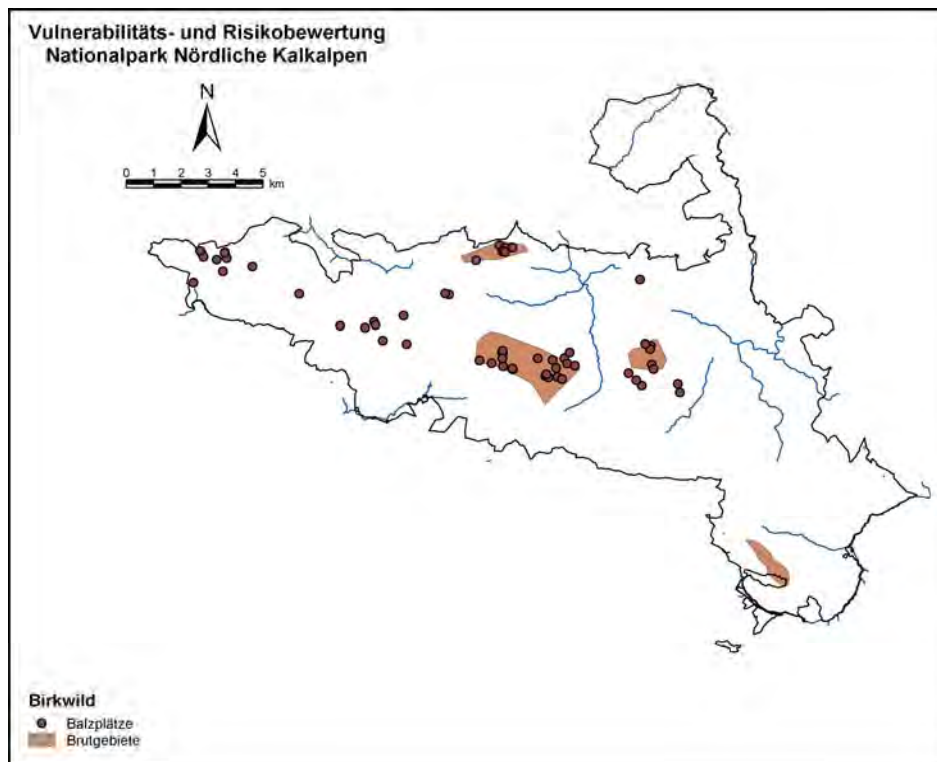 Vulnerabilitäts- und Risikobewertung
Nationalpark Nördliche Kalkalpen
N
0 1 2 3 4 5
km
Birkwild
Balzplätze
Brutgebiete